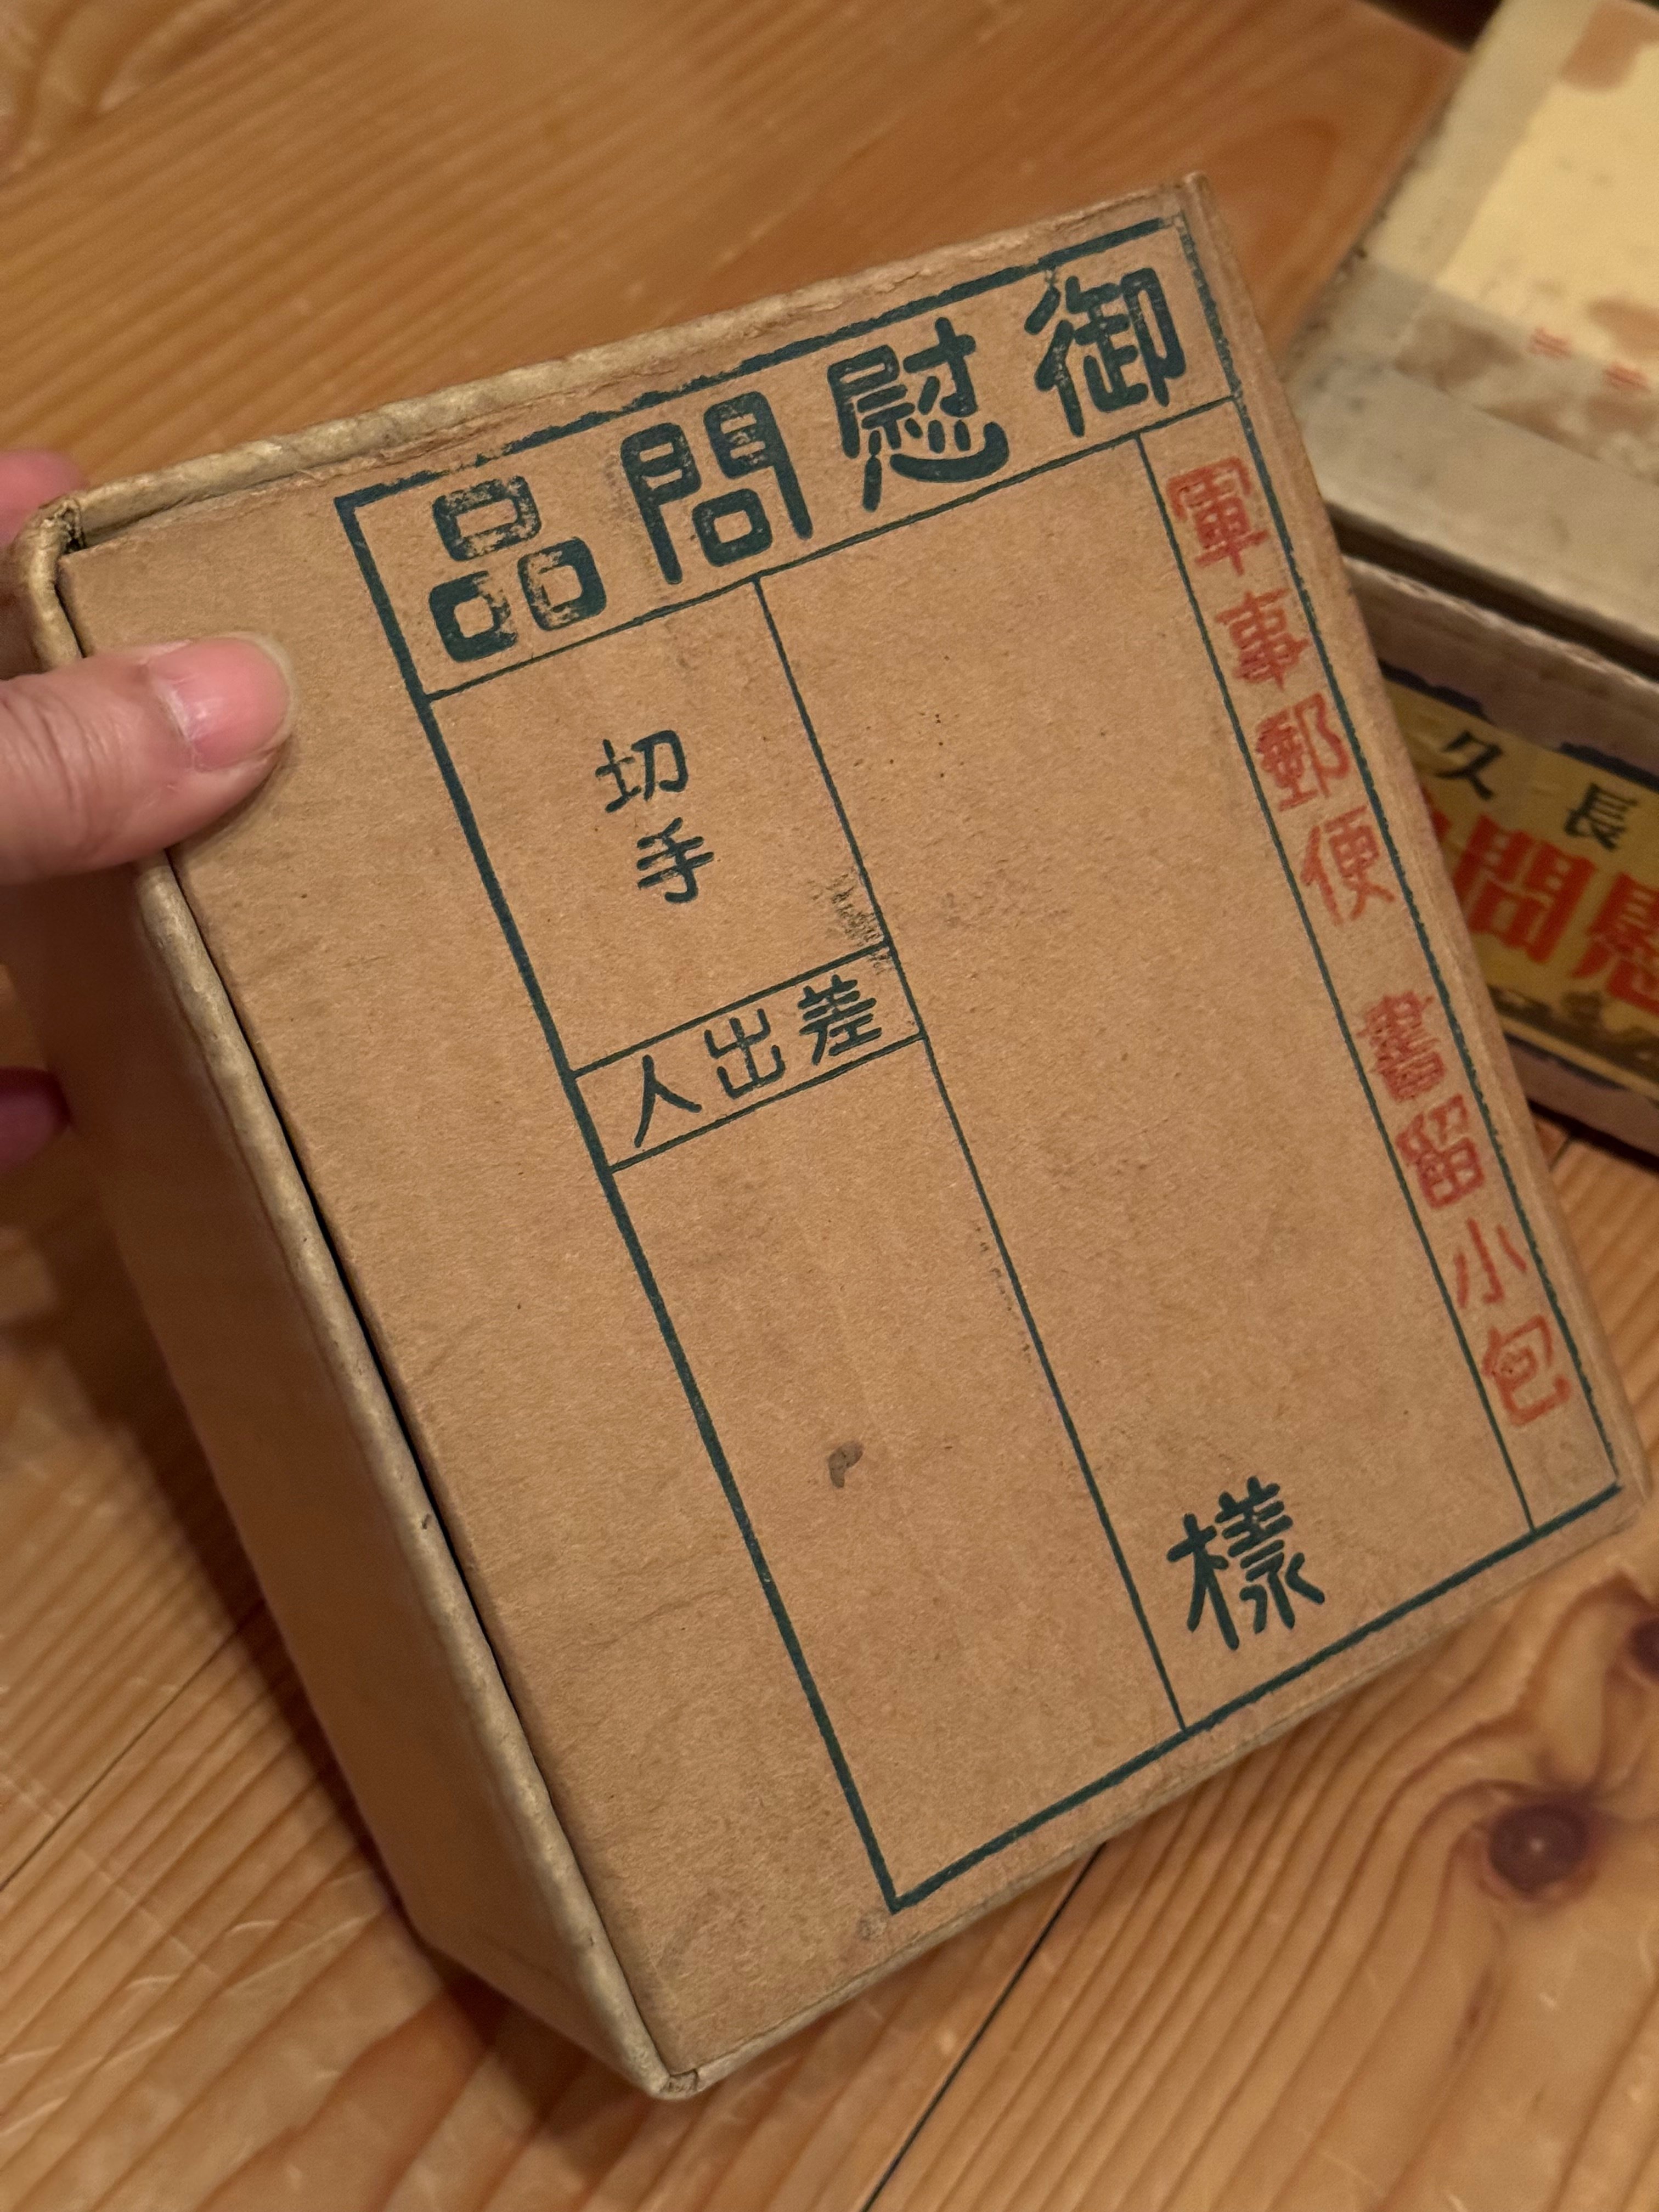 御慰問品
軍事郵便 書留小包
樣
切手
差出人
長久
慰問